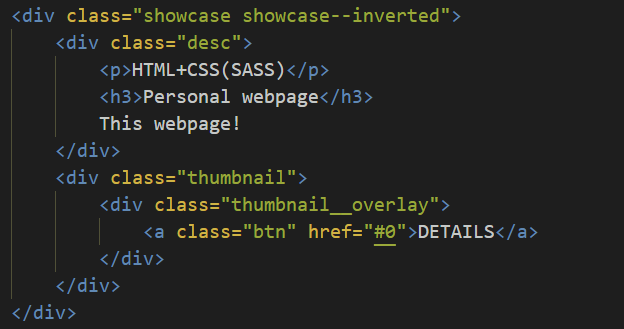 <div class="showcase showcase--inverted">
    <div class="desc">
        <p>HTML+CSS(SASS)</p>
        <h3>Personal webpage</h3>
        This webpage!
    </div>
    <div class="thumbnail">
        <div class="thumbnail__overlay">
            <a class="btn" href="#0">DETAILS</a>
        </div>
    </div>
</div>